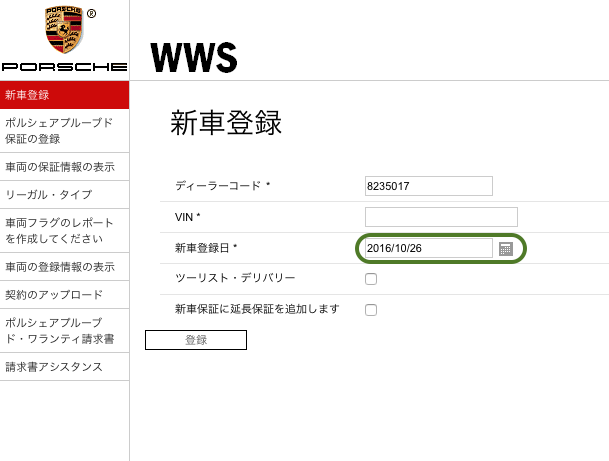 PORSCHE
®
WWS
新車登録
ポルシェアプルーブド
保証の登録
車両の保証情報の表示
リーガル・タイプ
車両フラグのレポート
を作成してください
車両の登録情報の表示
契約のアップロード
ポルシェアプルーブ
ド・ワランティ請求書
請求書アシスタンス
新車登録
ディーラーコード *
8235017
VIN *
新車登録日 *
2016/10/26
ツーリスト・デリバリー
新車保証に延長保証を追加します
登録